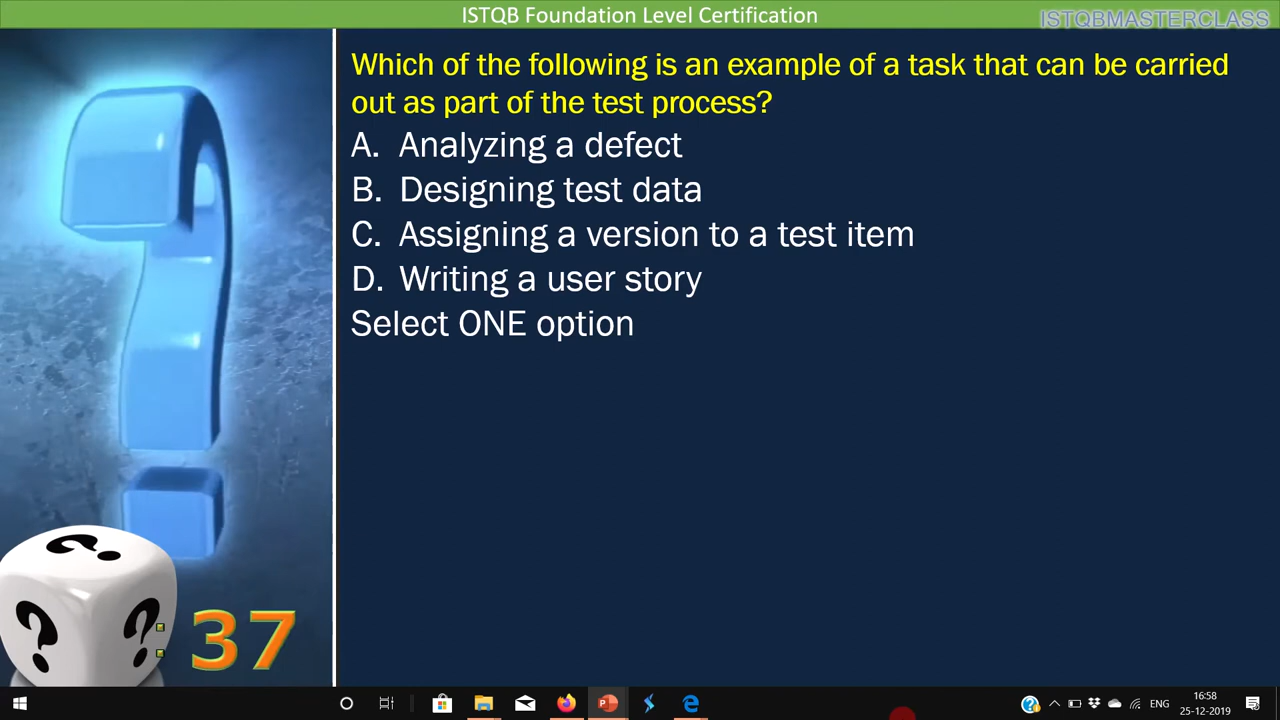 ISTQB Foundation Level Certification
ISTQBMASTERCLASS
Which of the following is an example of a task that can be carried
out as part of the test process?
A. Analyzing a defect
B. Designing test data
C. Assigning a version to a test item
D. Writing a user story
Select ONE option
37
ENG
16:58
25-12-2019